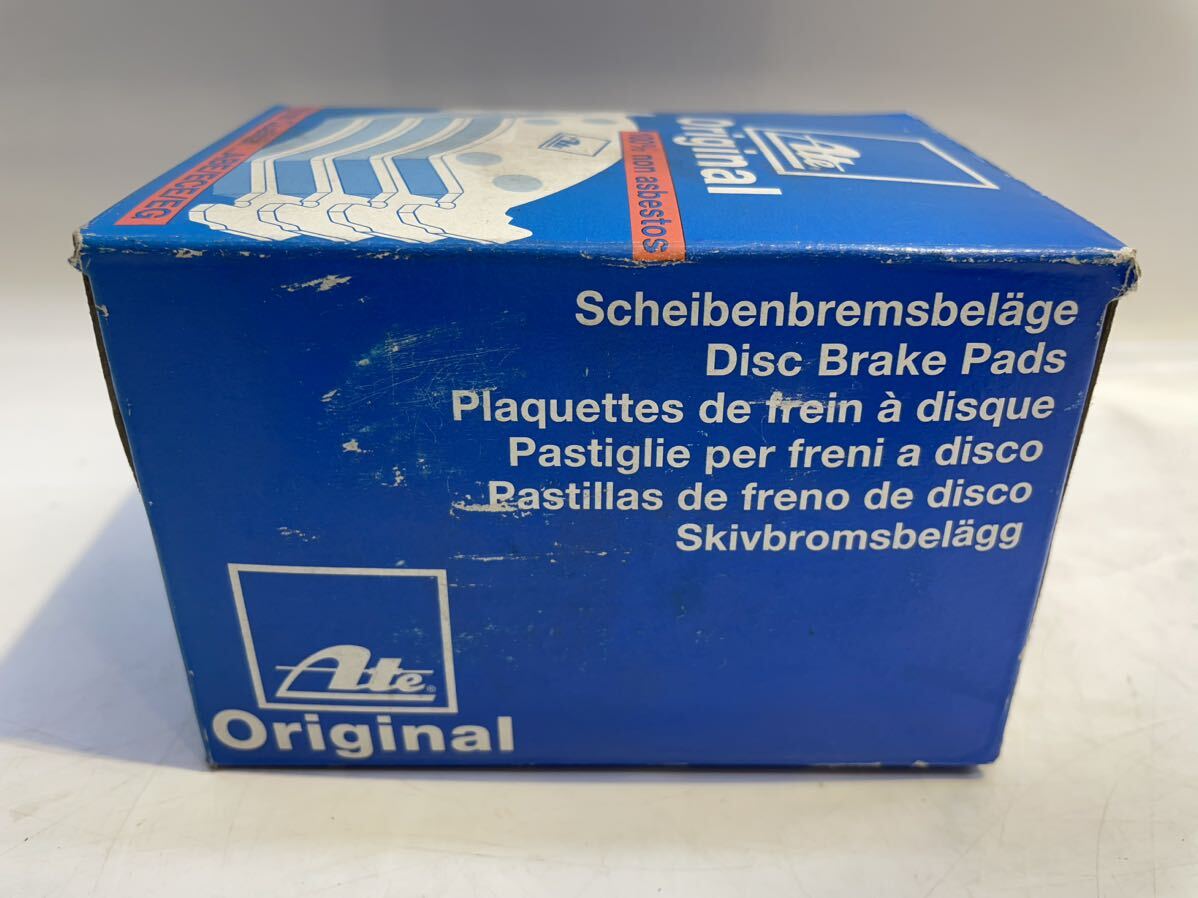 Ate
Original
100% non asbestos
Scheibenbremsbeläge
Disc Brake Pads
Plaquettes de frein à disque
Pastiglie per freni a disco
Pastillas de freno de disco
Skivbromsbelägg
Ate®
Original